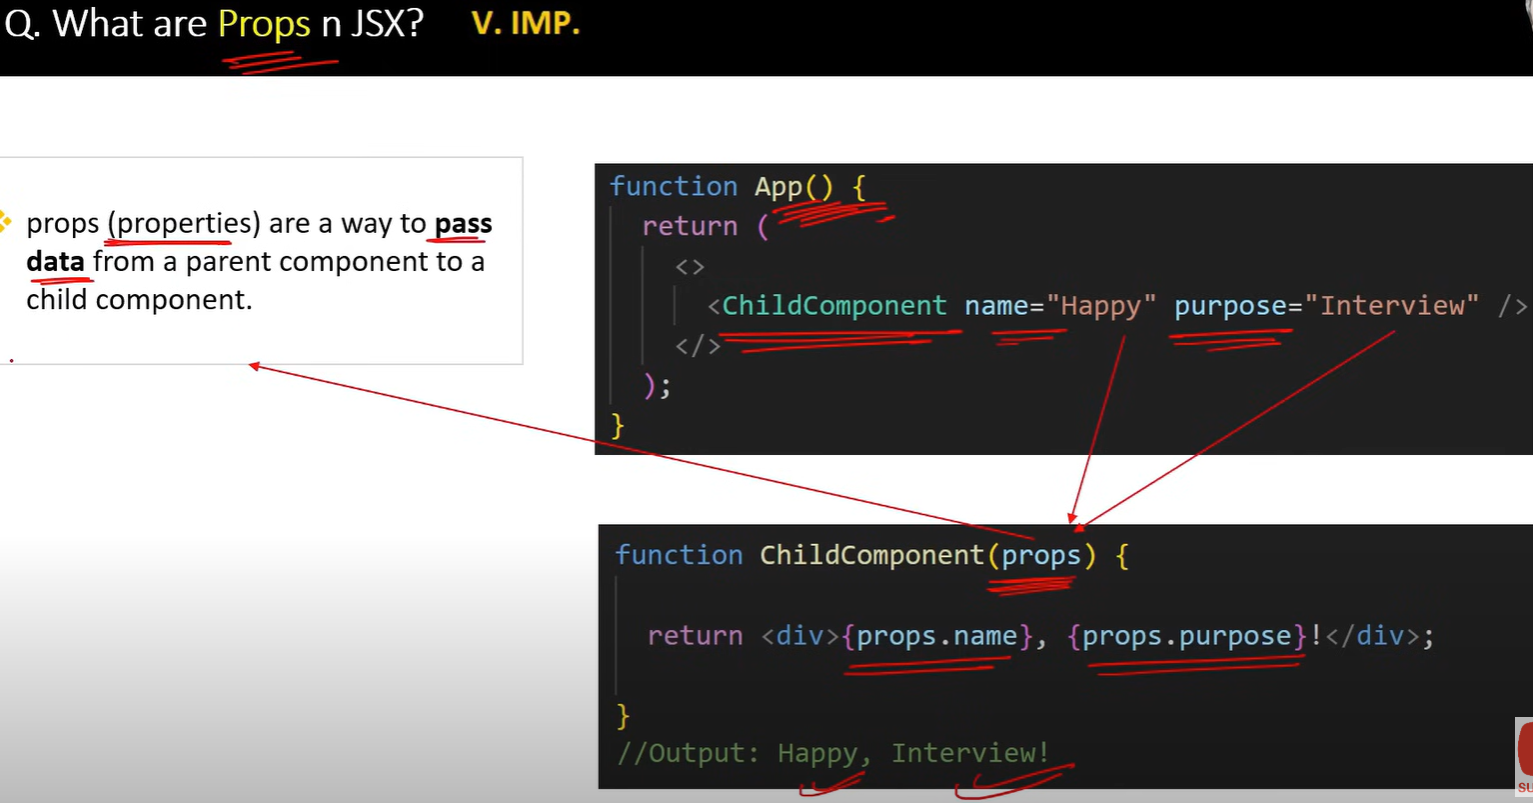 Q. What are Props n JSX? V. IMP.
props (properties) are a way to pass
data from a parent component to a
child component.
function App() {
return (
<>
<ChildComponent name="Happy" purpose="Interview" />
</>
);
}
function ChildComponent(props) {
return <div>{props.name}, {props.purpose}!</div>;
}
//Output: Happy, Interview!